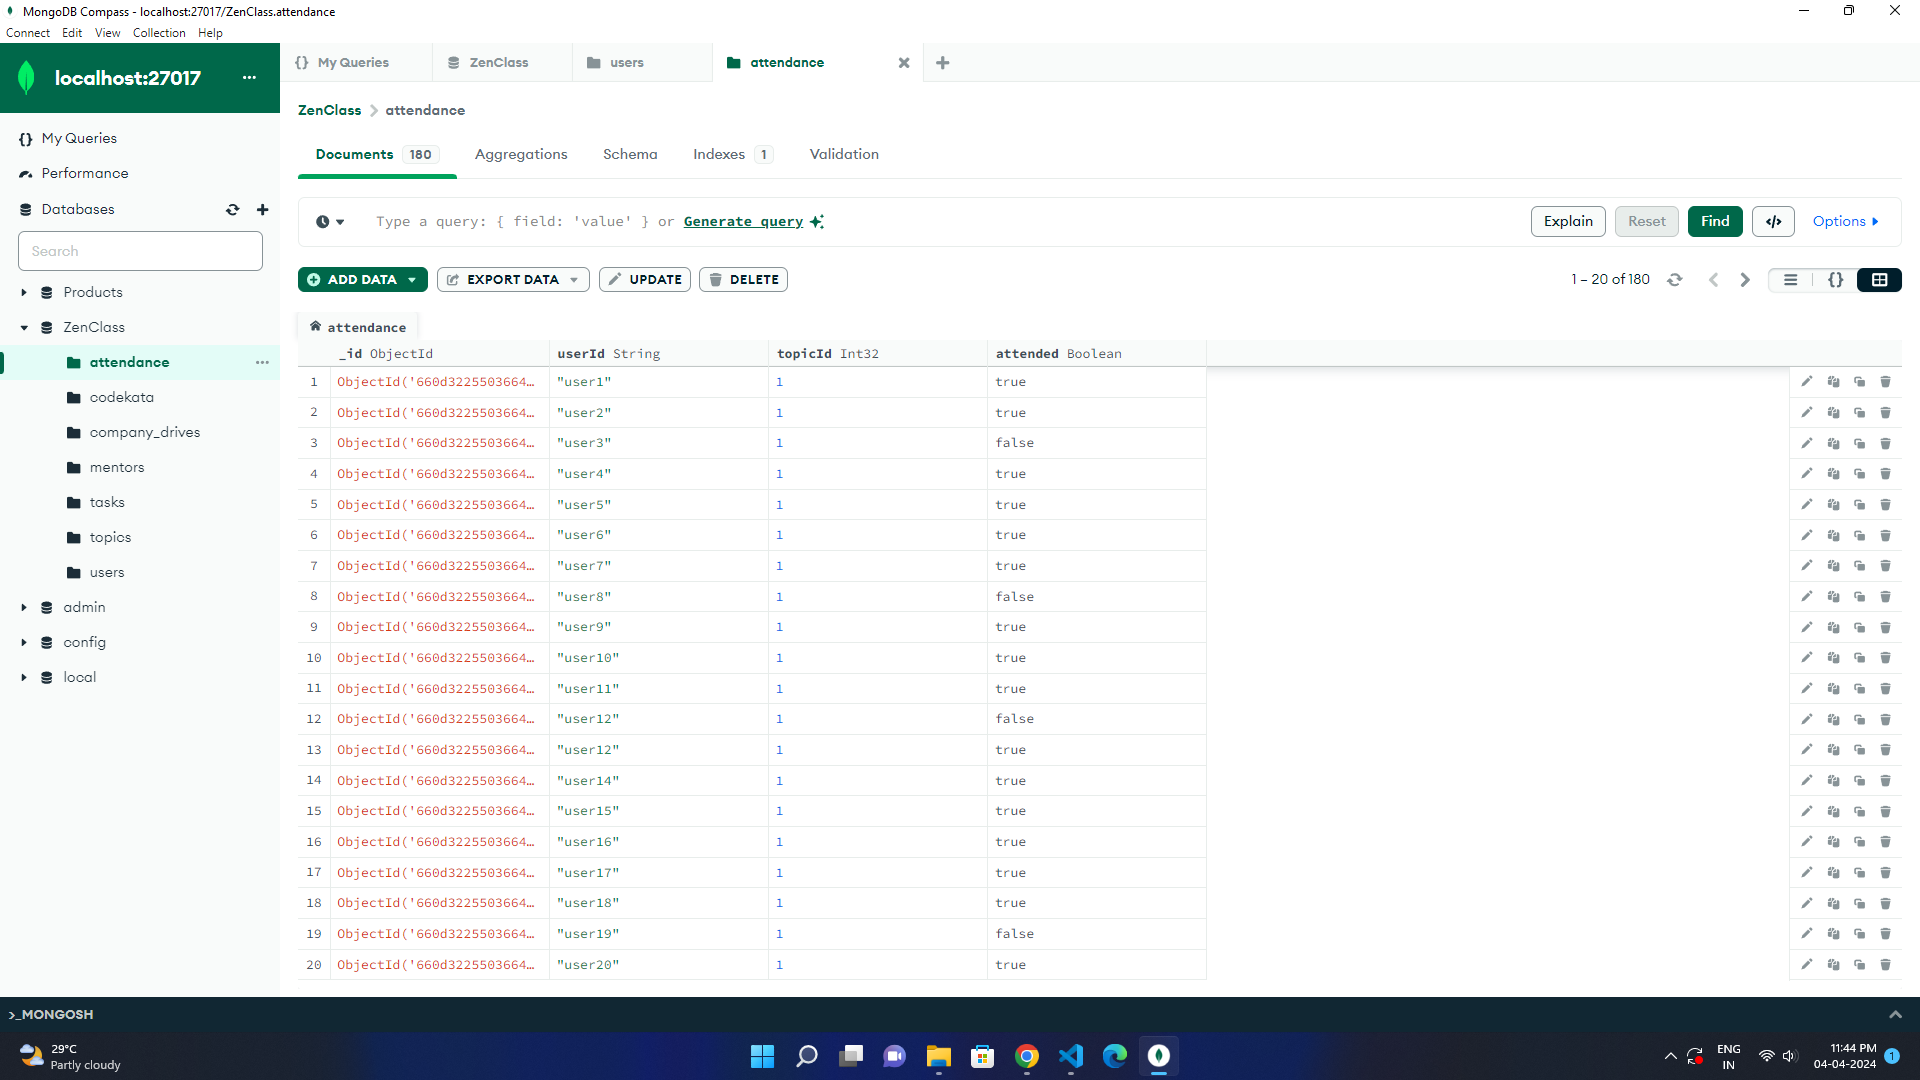 MongoDB Compass - localhost:27017/ZenClass.attendance
Connect Edit View Collection Help
localhost:27017 ...
{} My Queries
ZenClass
users
attendance
My Queries
Performance
Databases
Search
Products
ZenClass
attendance
codekata
company_drives
mentors
tasks
topics
users
admin
config
local
ZenClass > attendance
Documents 180 Aggregations Schema Indexes 1 Validation
Type a query: { field: 'value' } or Generate query
Explain Reset Find </> Options
ADD DATA EXPORT DATA UPDATE DELETE
1 – 20 of 180
attendance
_id ObjectId userId String topicId Int32 attended Boolean
1 ObjectId('660d3225503664… "user1" 1 true
2 ObjectId('660d3225503664… "user2" 1 true
3 ObjectId('660d3225503664… "user3" 1 false
4 ObjectId('660d3225503664… "user4" 1 true
5 ObjectId('660d3225503664… "user5" 1 true
6 ObjectId('660d3225503664… "user6" 1 true
7 ObjectId('660d3225503664… "user7" 1 true
8 ObjectId('660d3225503664… "user8" 1 false
9 ObjectId('660d3225503664… "user9" 1 true
10 ObjectId('660d3225503664… "user10" 1 true
11 ObjectId('660d3225503664… "user11" 1 true
12 ObjectId('660d3225503664… "user12" 1 false
13 ObjectId('660d3225503664… "user12" 1 true
14 ObjectId('660d3225503664… "user14" 1 true
15 ObjectId('660d3225503664… "user15" 1 true
16 ObjectId('660d3225503664… "user16" 1 true
17 ObjectId('660d3225503664… "user17" 1 true
18 ObjectId('660d3225503664… "user18" 1 true
19 ObjectId('660d3225503664… "user19" 1 false
20 ObjectId('660d3225503664… "user20" 1 true
>_MONGOSH
29°C
Partly cloudy
ENG
IN
11:44 PM
04-04-2024
1